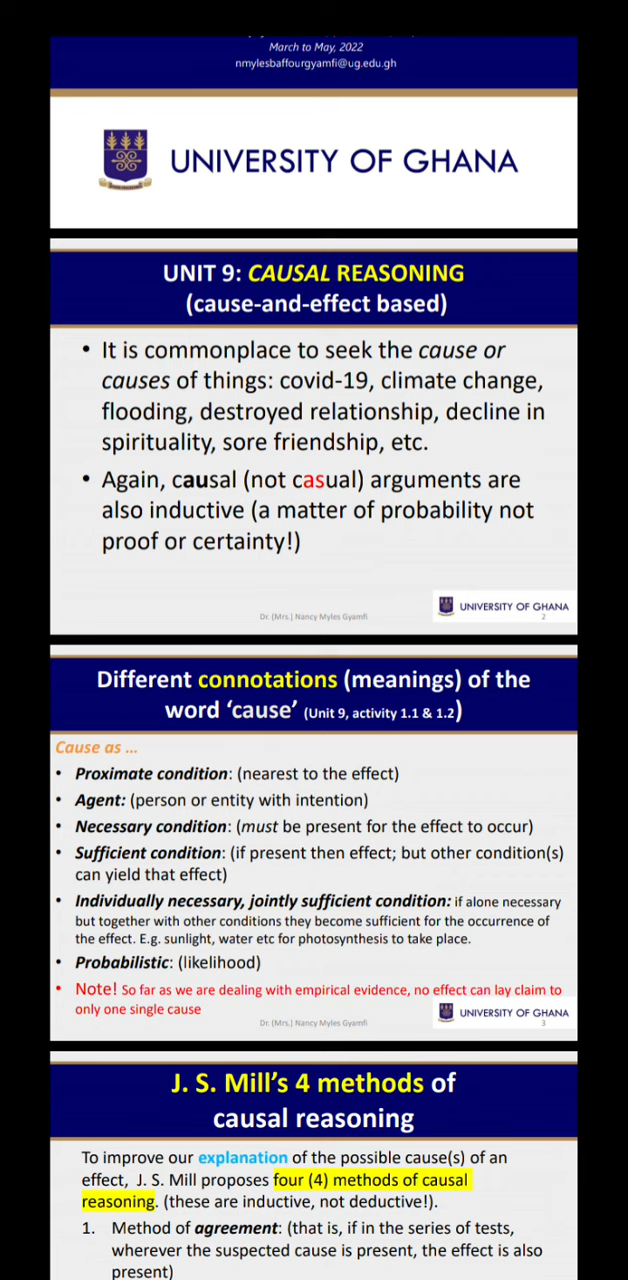 March to May, 2022
nmylesbaffourgyamfi@ug.edu.gh
UNIVERSITY OF GHANA
UNIT 9: CAUSAL REASONING
(cause-and-effect based)
• It is commonplace to seek the cause or
causes of things: covid-19, climate change,
flooding, destroyed relationship, decline in
spirituality, sore friendship, etc.
• Again, causal (not casual) arguments are
also inductive (a matter of probability not
proof or certainty!)
Dr. (Mrs.) Nancy Myles Gyamfi
UNIVERSITY OF GHANA
2
Different connotations (meanings) of the
word ‘cause’ (Unit 9, activity 1.1 & 1.2)
Cause as ...
• Proximate condition: (nearest to the effect)
• Agent: (person or entity with intention)
• Necessary condition: (must be present for the effect to occur)
• Sufficient condition: (if present then effect; but other condition(s)
can yield that effect)
• Individually necessary, jointly sufficient condition: if alone necessary
but together with other conditions they become sufficient for the occurrence of
the effect. E.g. sunlight, water etc for photosynthesis to take place.
• Probabilistic: (likelihood)
• Note! So far as we are dealing with empirical evidence, no effect can lay claim to
only one single cause
Dr. (Mrs.) Nancy Myles Gyamfi
UNIVERSITY OF GHANA
3
J. S. Mill’s 4 methods of
causal reasoning
To improve our explanation of the possible cause(s) of an
effect, J. S. Mill proposes four (4) methods of causal
reasoning. (these are inductive, not deductive!).
1. Method of agreement: (that is, if in the series of tests,
wherever the suspected cause is present, the effect is also
present)